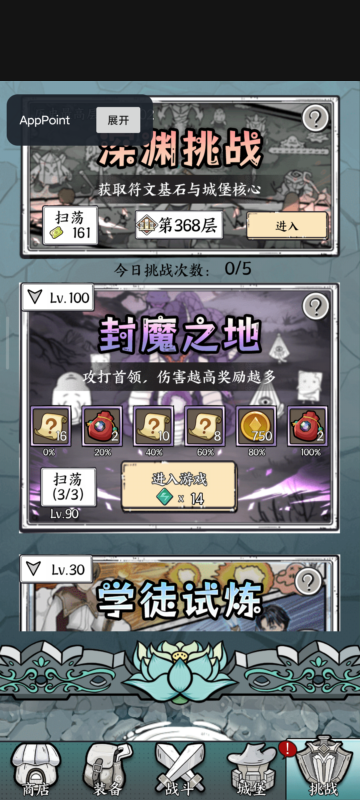 AppPoint
展开
?
深渊挑战
获取符文基石与城堡核心
扫荡
161
第368层
进入
今日挑战次数： 0/5
Lv.100
?
封魔之地
攻打首领，伤害越高奖励越多
?
16
2
?
10
?
8
750
2
0%
20%
40%
60%
80%
100%
扫荡
(3/3)
Lv.90
进入游戏
x 14
Lv.30
?
学徒试炼
商店
装备
战斗
城堡
!
挑战